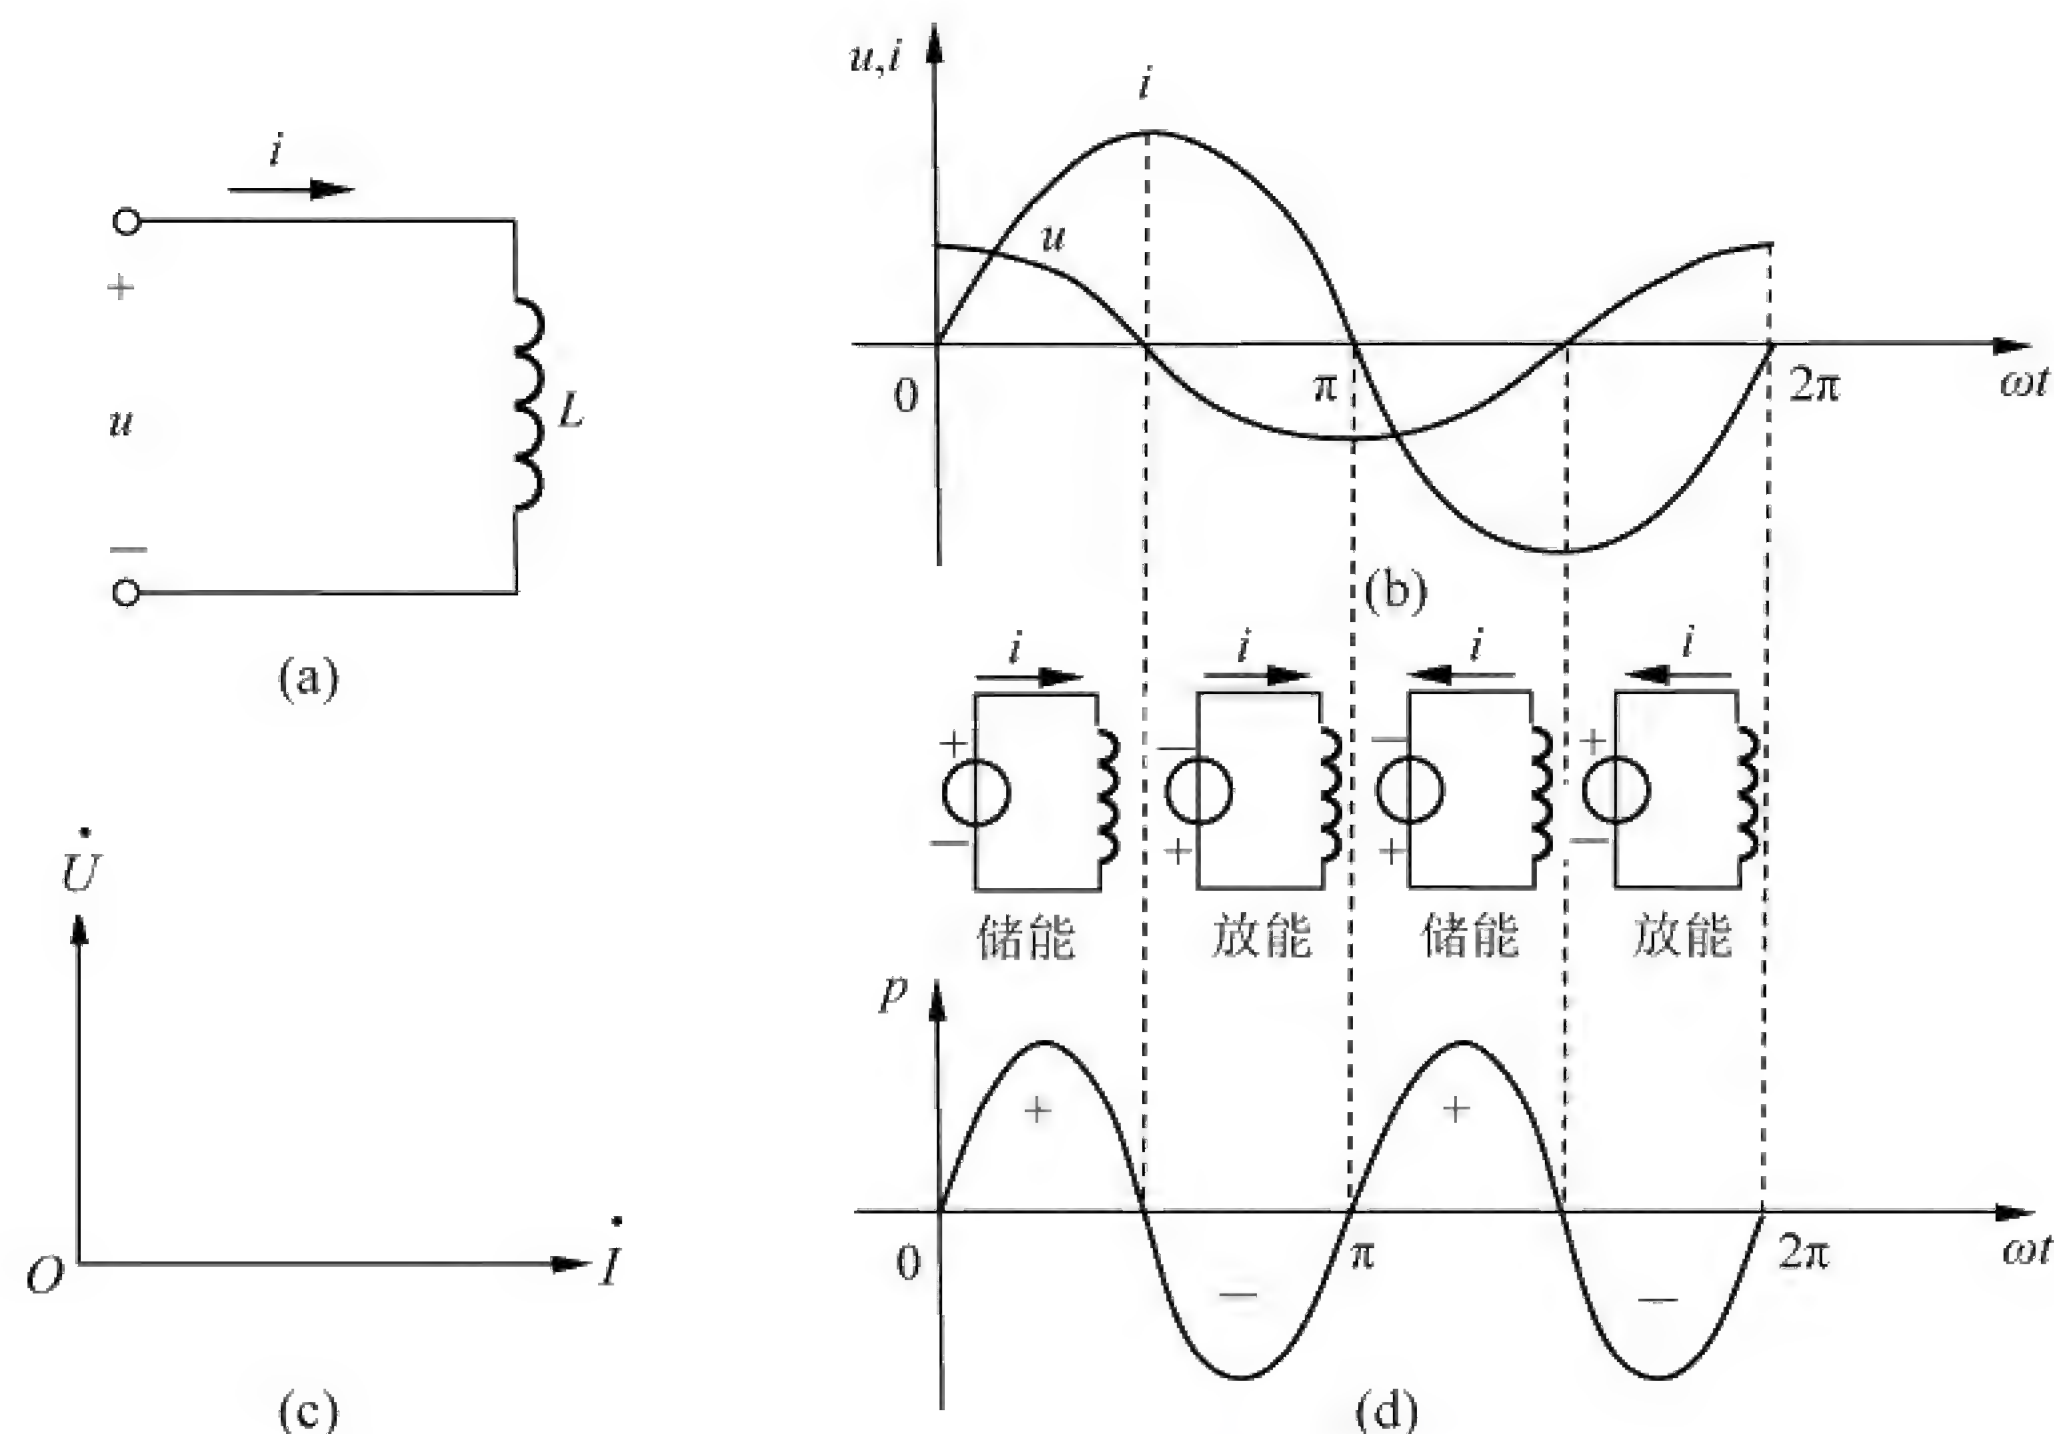 i
+
u
L
—
(a)
u,i
i
u
0
π
2π
ωt
(b)
i
i
i
i
+
—
—
+
—
+
+
—
储能
放能
储能
放能
U̇
O
İ
(c)
p
+
+
0
—
π
—
2π
ωt
(d)